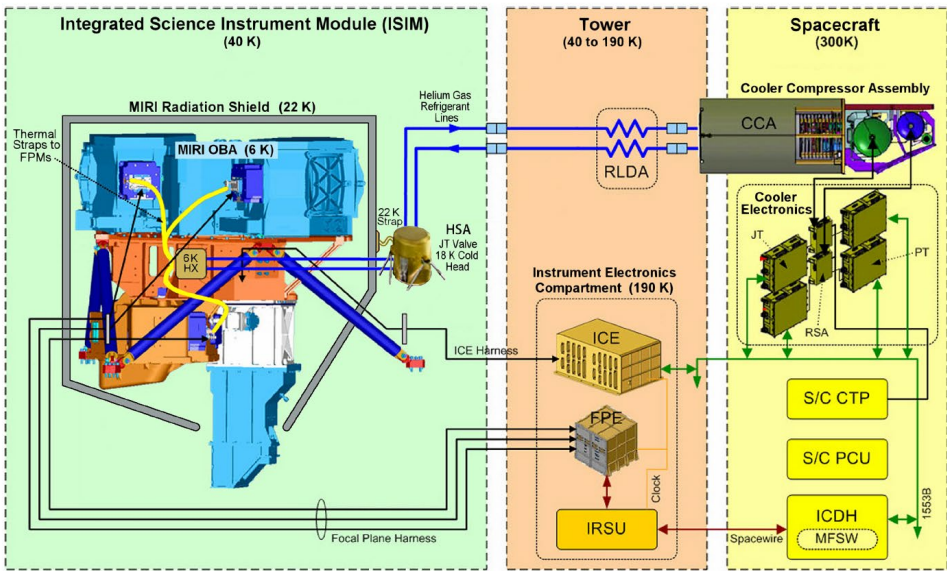 Integrated Science Instrument Module (ISIM)
(40 K)
MIRI Radiation Shield (22 K)
Thermal
Straps to
FPMs
MIRI OBA (6 K)
Helium Gas
Refrigerant
Lines
22 K
Strap
HSA
JT Valve
18 K Cold
Head
6K
HX
ICE Harness
Focal Plane Harness
Tower
(40 to 190 K)
RLDA
Instrument Electronics
Compartment (190 K)
ICE
FPE
Clock
IRSU
Spacecraft
(300K)
Cooler Compressor Assembly
CCA
Cooler
Electronics
JT
PT
RSA
S/C CTP
S/C PCU
ICDH
MFSW
1553B
Spacewire